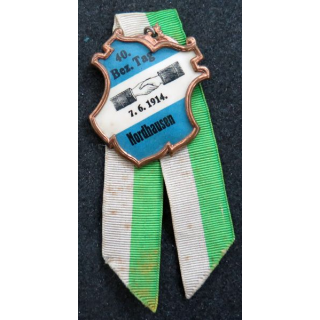 40.
Bez. Tag
7. 6. 1914.
Nordhausen